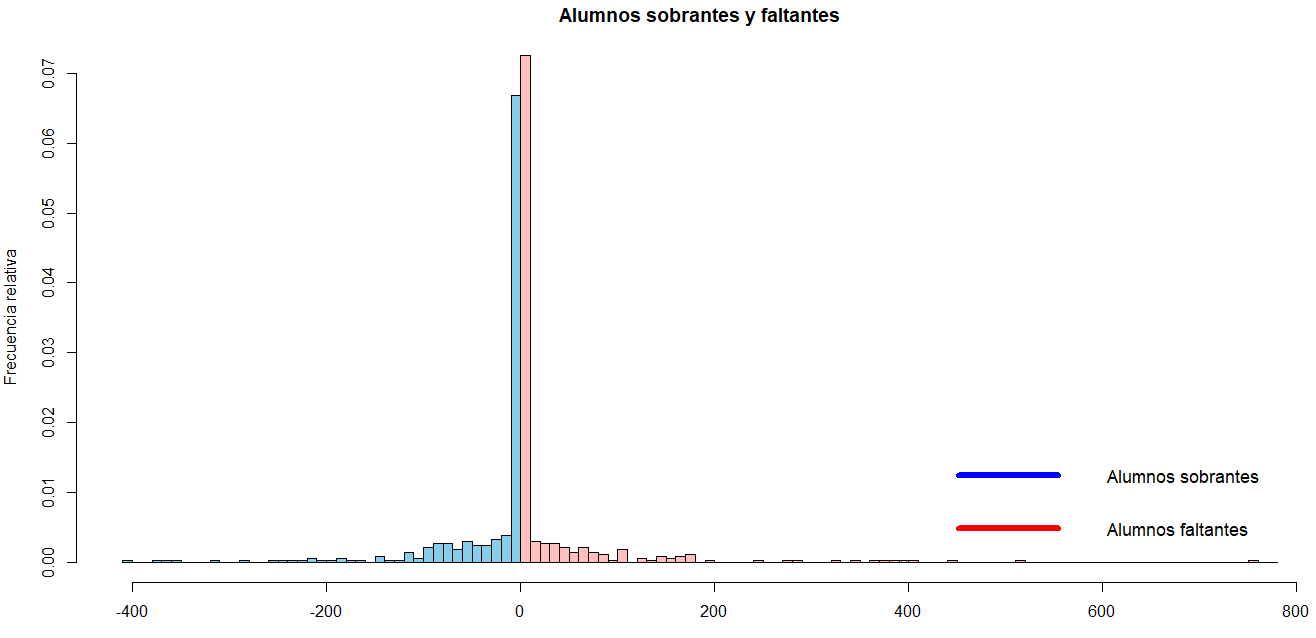 Alumnos sobrantes y faltantes
Frecuencia relativa
0.07
0.06
0.05
0.04
0.03
0.02
0.01
0.00
Alumnos sobrantes
Alumnos faltantes
-400 -200 0 200 400 600 800